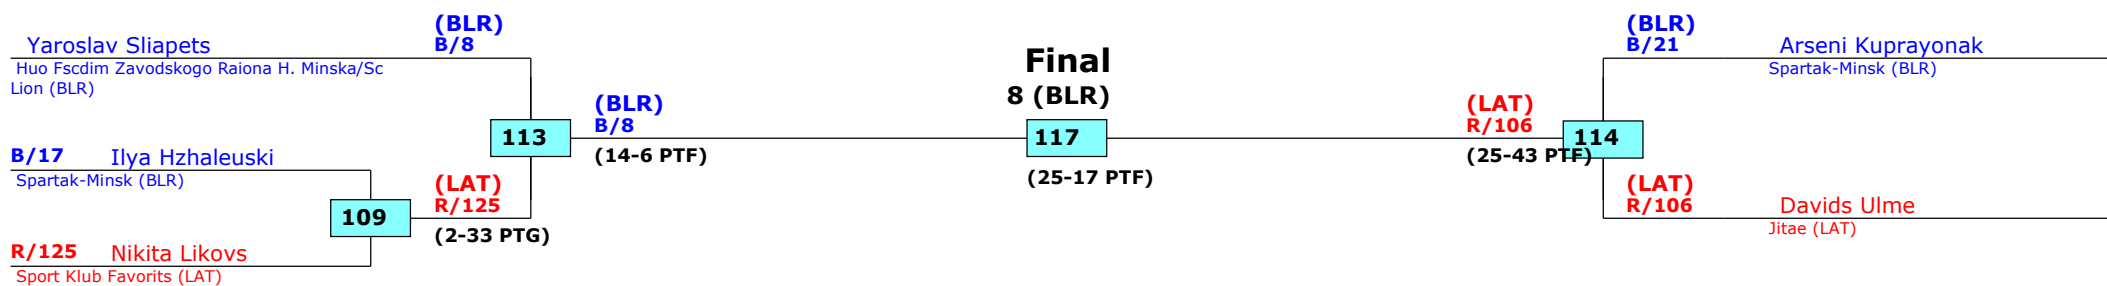 (BLR)
B/8
Yaroslav Sliapets
Huo Fscdim Zavodskogo Raiona H. Minska/Sc
Lion (BLR)
113
B/17 Ilya Hzhaleuski
Spartak-Minsk (BLR)
109
(LAT)
R/125
(2-33 PTG)
R/125 Nikita Likovs
Sport Klub Favorits (LAT)
(BLR)
B/8
(14-6 PTF)
Final
8 (BLR)
117
(25-17 PTF)
(LAT)
R/106
(25-43 PTF)
114
(BLR)
B/21 Arseni Kuprayonak
Spartak-Minsk (BLR)
(LAT)
R/106 Davids Ulme
Jitae (LAT)